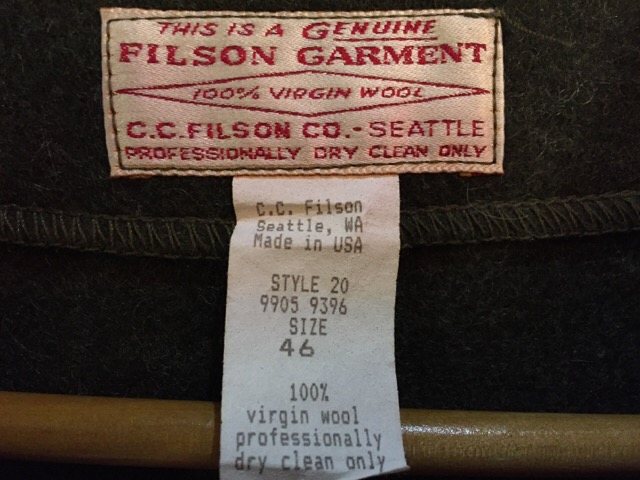 THIS IS A GENUINE
FILSON GARMENT
100% VIRGIN WOOL
C.C. FILSON CO. - SEATTLE
PROFESSIONALLY DRY CLEAN ONLY
C.C. Filson
Seattle, WA
Made in USA
STYLE 20
9905 9396
SIZE
46
100%
virgin wool
professionally
dry clean only